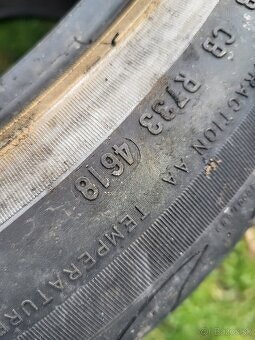 CB R733 (4618)
TRACTION AA TEMPERATURE